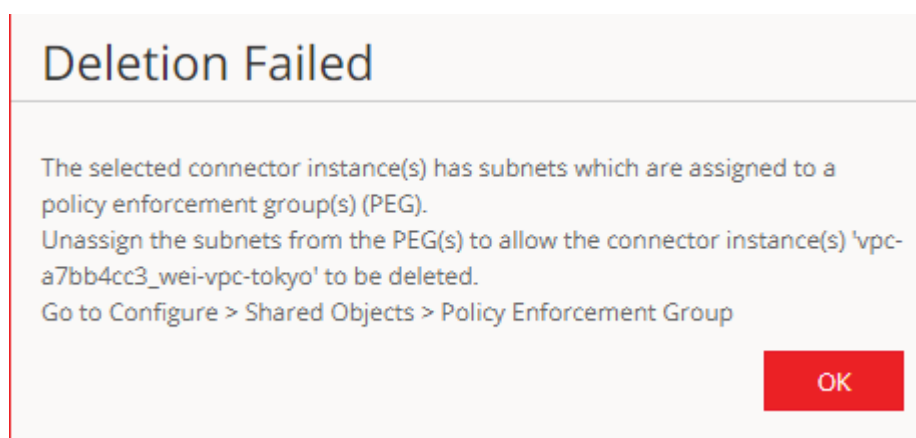 Deletion Failed
The selected connector instance(s) has subnets which are assigned to a
policy enforcement group(s) (PEG).
Unassign the subnets from the PEG(s) to allow the connector instance(s) 'vpc-
a7bb4cc3_wei-vpc-tokyo' to be deleted.
Go to Configure > Shared Objects > Policy Enforcement Group
OK